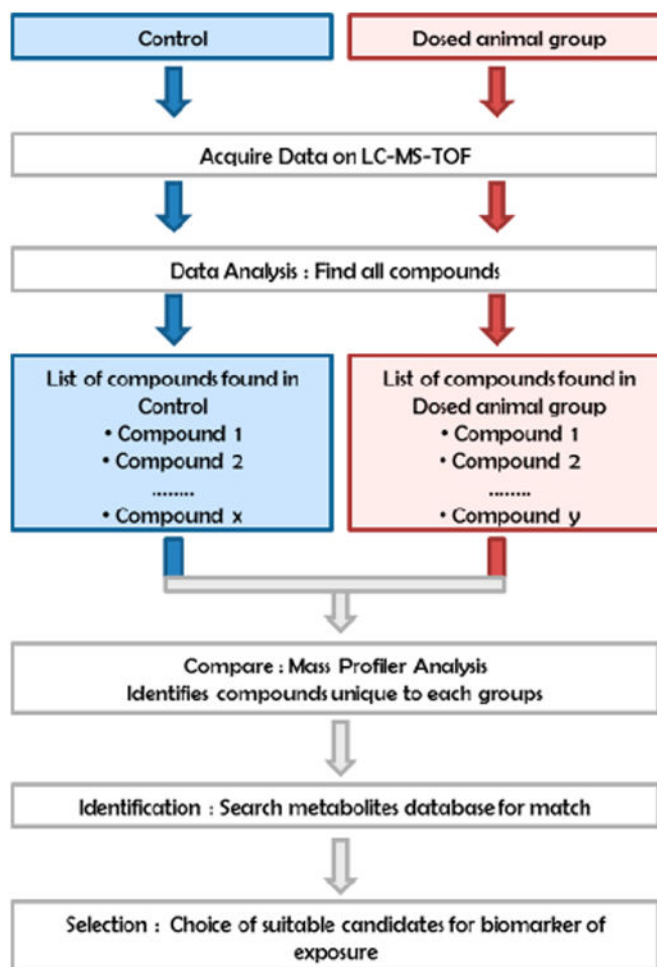 Control
Dosed animal group
Acquire Data on LC-MS-TOF
Data Analysis : Find all compounds
List of compounds found in
Control
• Compound 1
• Compound 2
........
• Compound x
List of compounds found in
Dosed animal group
• Compound 1
• Compound 2
........
• Compound y
Compare : Mass Profiler Analysis
Identifies compounds unique to each groups
Identification : Search metabolites database for match
Selection : Choice of suitable candidates for biomarker of
exposure